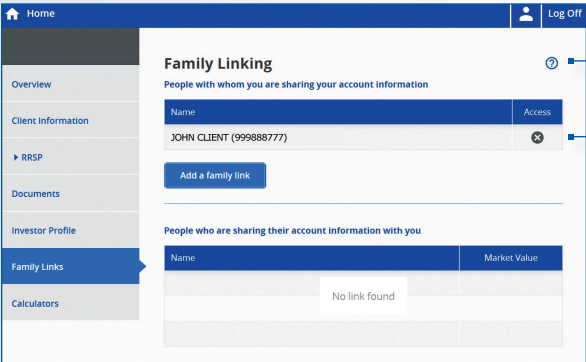 Home
Log Off
Family Linking
People with whom you are sharing your account information
Overview
Client Information
RRSP
Documents
Investor Profile
Family Links
Calculators
Name Access
JOHN CLIENT (999888777)
Add a family link
People who are sharing their account information with you
Name Market Value
No link found